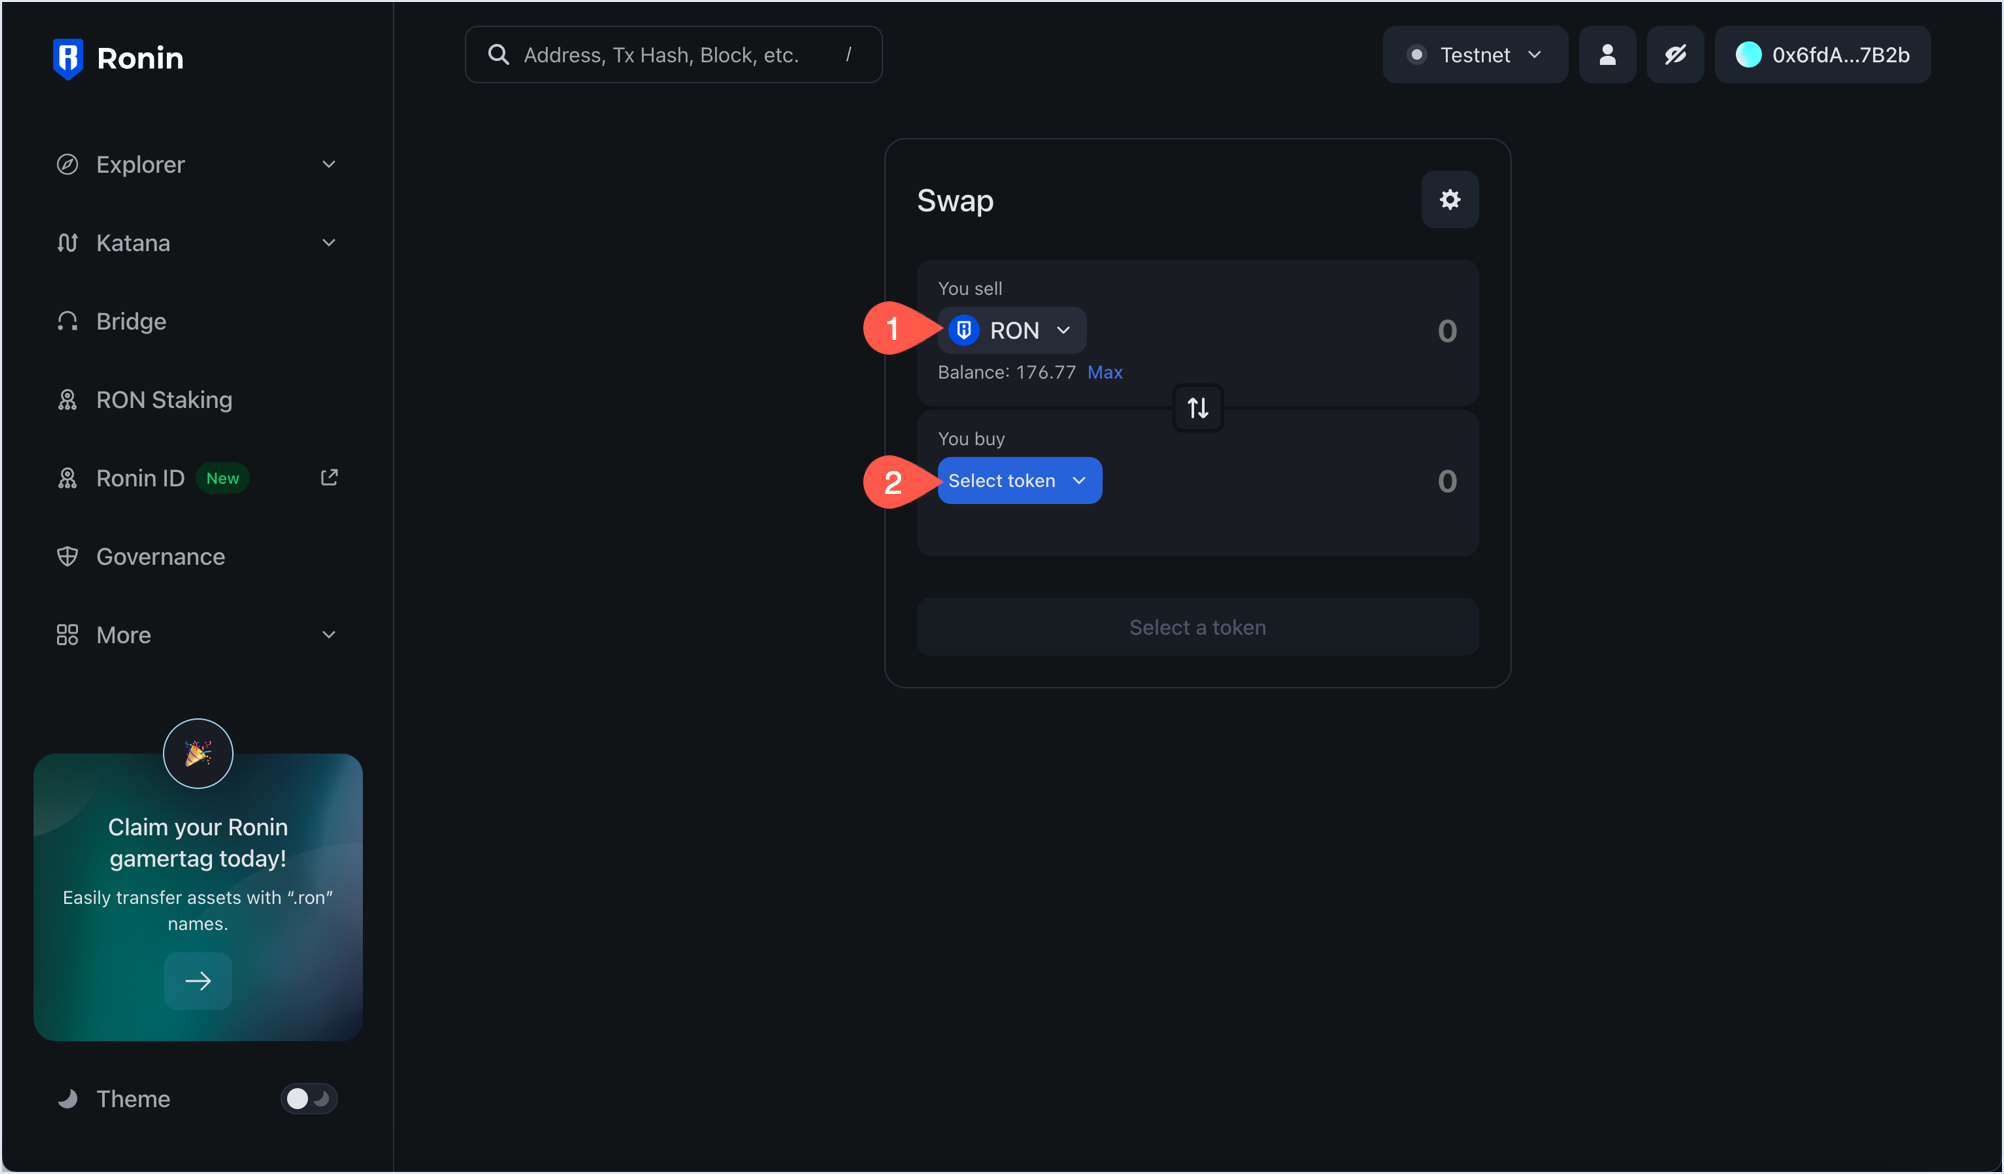 Ronin
Address, Tx Hash, Block, etc. /
Testnet
0x6fdA...7B2b
Explorer
Katana
Bridge
RON Staking
Ronin ID New
Governance
More
Claim your Ronin
gamertag today!
Easily transfer assets with “.ron”
names.
Theme
Swap
You sell
1
RON
0
Balance: 176.77 Max
You buy
2
Select token
0
Select a token